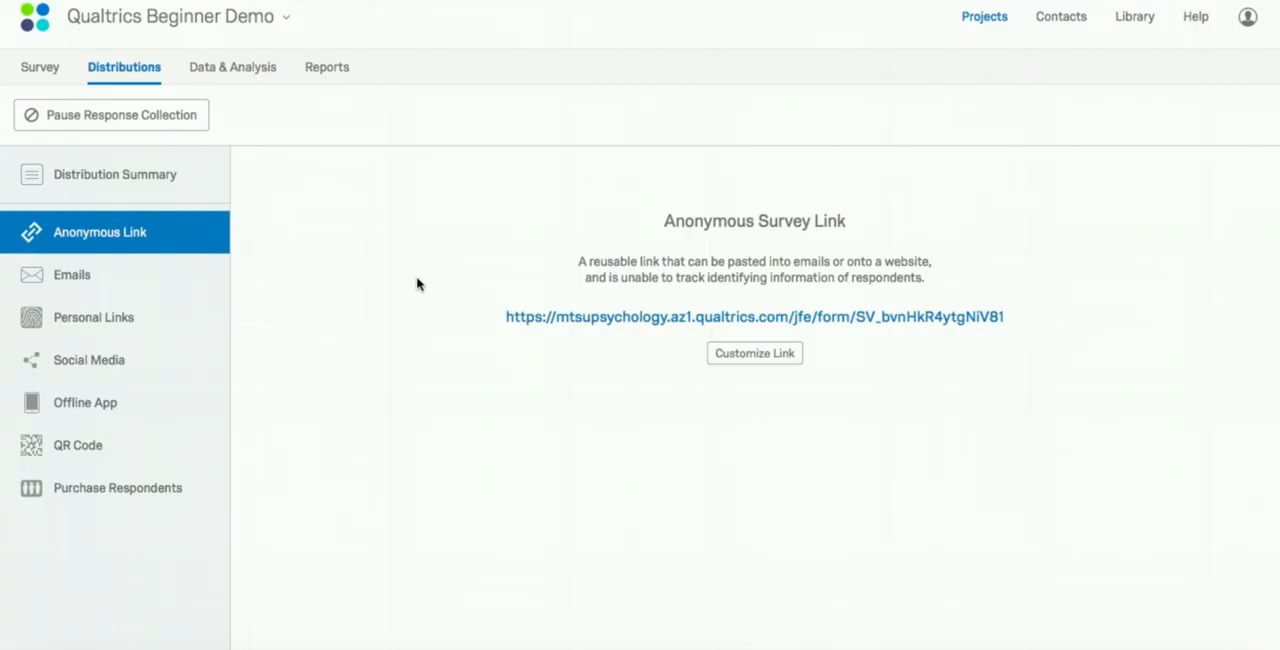 Qualtrics Beginner Demo
Projects
Contacts
Library
Help
Survey
Distributions
Data & Analysis
Reports
Pause Response Collection
Distribution Summary
Anonymous Link
Emails
Personal Links
Social Media
Offline App
QR Code
Purchase Respondents
Anonymous Survey Link
A reusable link that can be pasted into emails or onto a website,
and is unable to track identifying information of respondents.
https://mtsupsychology.az1.qualtrics.com/jfe/form/SV_bvnHkR4ytgNiV81
Customize Link